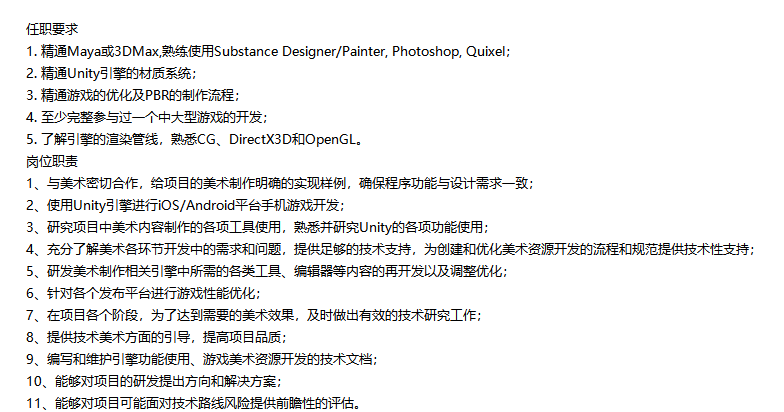 任职要求
1. 精通Maya或3DMax,熟练使用Substance Designer/Painter, Photoshop, Quixel；
2. 精通Unity引擎的材质系统；
3. 精通游戏的优化及PBR的制作流程；
4. 至少完整参与过一个中大型游戏的开发；
5. 了解引擎的渲染管线，熟悉CG、DirectX3D和OpenGL。
岗位职责
1、与美术密切合作，给项目的美术制作明确的实现样例，确保程序功能与设计需求一致；
2、使用Unity引擎进行iOS/Android平台手机游戏开发；
3、研究项目中美术内容制作的各项工具使用，熟悉并研究Unity的各项功能使用；
4、充分了解美术各环节开发中的需求和问题，提供足够的技术支持，为创建和优化美术资源开发的流程和规范提供技术性支持；
5、研发美术制作相关引擎中所需的各类工具、编辑器等内容的再开发以及调整优化；
6、针对各个发布平台进行游戏性能优化；
7、在项目各个阶段，为了达到需要的美术效果，及时做出有效的技术研究工作；
8、提供技术美术方面的引导，提高项目品质；
9、编写和维护引擎功能使用、游戏美术资源开发的技术文档；
10、能够对项目的研发提出方向和解决方案；
11、能够对项目可能面对技术路线风险提供前瞻性的评估。